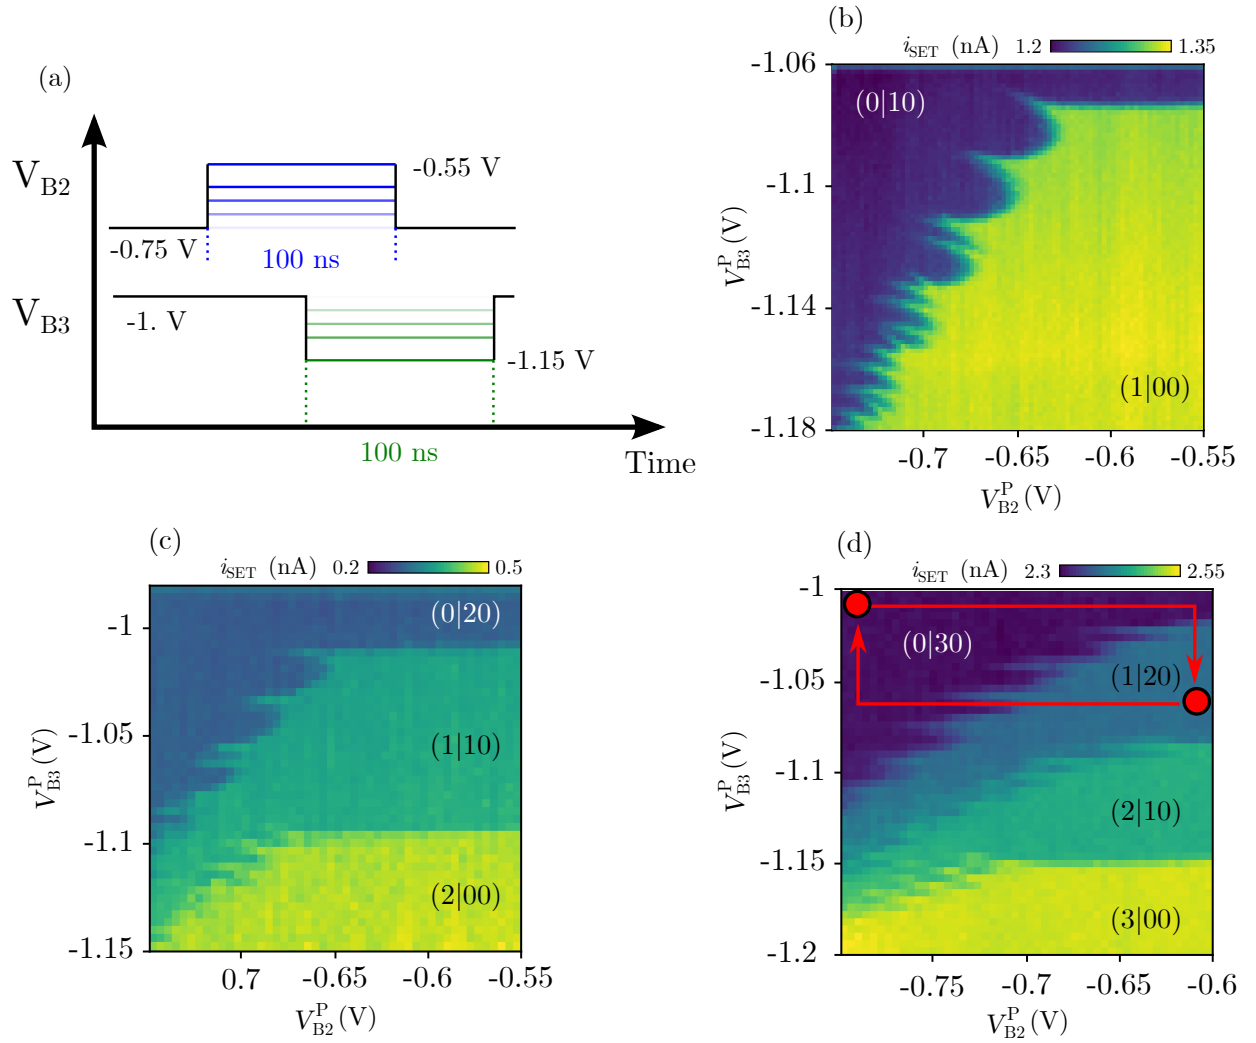 (a)
V_B2
-0.55 V
-0.75 V
100 ns
V_B3
-1. V
-1.15 V
100 ns
Time
(b)
i_SET (nA) 1.2 1.35
-1.06
(0|10)
-1.1
V^P_B3 (V)
-1.14
(1|00)
-1.18
-0.7 -0.65 -0.6 -0.55
V^P_B2 (V)
(c)
i_SET (nA) 0.2 0.5
(0|20)
-1
(1|10)
-1.05
V^P_B3 (V)
-1.1
(2|00)
-1.15
0.7 -0.65 -0.6 -0.55
V^P_B2 (V)
(d)
i_SET (nA) 2.3 2.55
-1
(0|30)
(1|20)
-1.05
V^P_B3 (V)
-1.1
(2|10)
-1.15
(3|00)
-1.2
-0.75 -0.7 -0.65 -0.6
V^P_B2 (V)